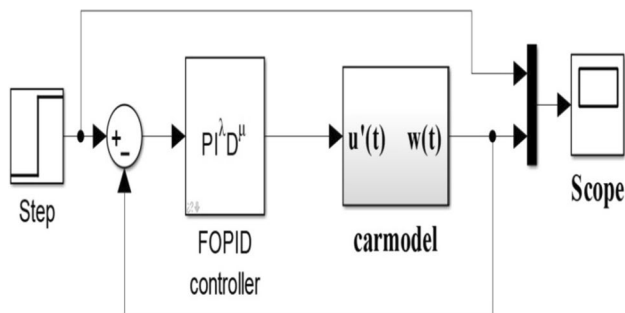 Step
+
−
PI^λD^μ
FOPID
controller
u'(t) w(t)
carmodel
Scope